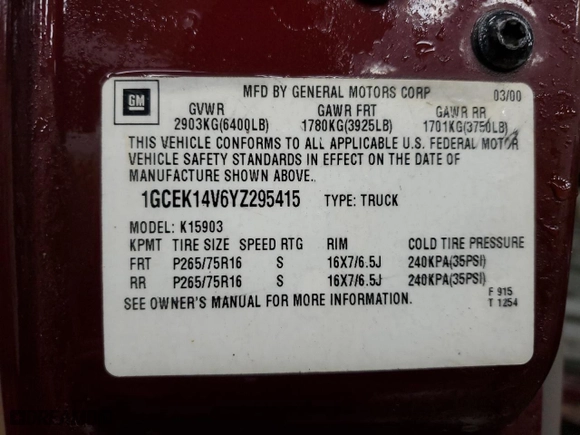 GM
MFD BY GENERAL MOTORS CORP 03/00
GVWR GAWR FRT GAWR RR
2903KG(6400LB) 1780KG(3925LB) 1701KG(3750LB)
THIS VEHICLE CONFORMS TO ALL APPLICABLE U.S. FEDERAL MOTOR
VEHICLE SAFETY STANDARDS IN EFFECT ON THE DATE OF
MANUFACTURE SHOWN ABOVE.
1GCEK14V6YZ295415 TYPE: TRUCK
MODEL: K15903
KPMT TIRE SIZE SPEED RTG RIM COLD TIRE PRESSURE
FRT P265/75R16 S 16X7/6.5J 240KPA(35PSI)
RR P265/75R16 S 16X7/6.5J 240KPA(35PSI)
SEE OWNER'S MANUAL FOR MORE INFORMATION.
F 915
T 1254